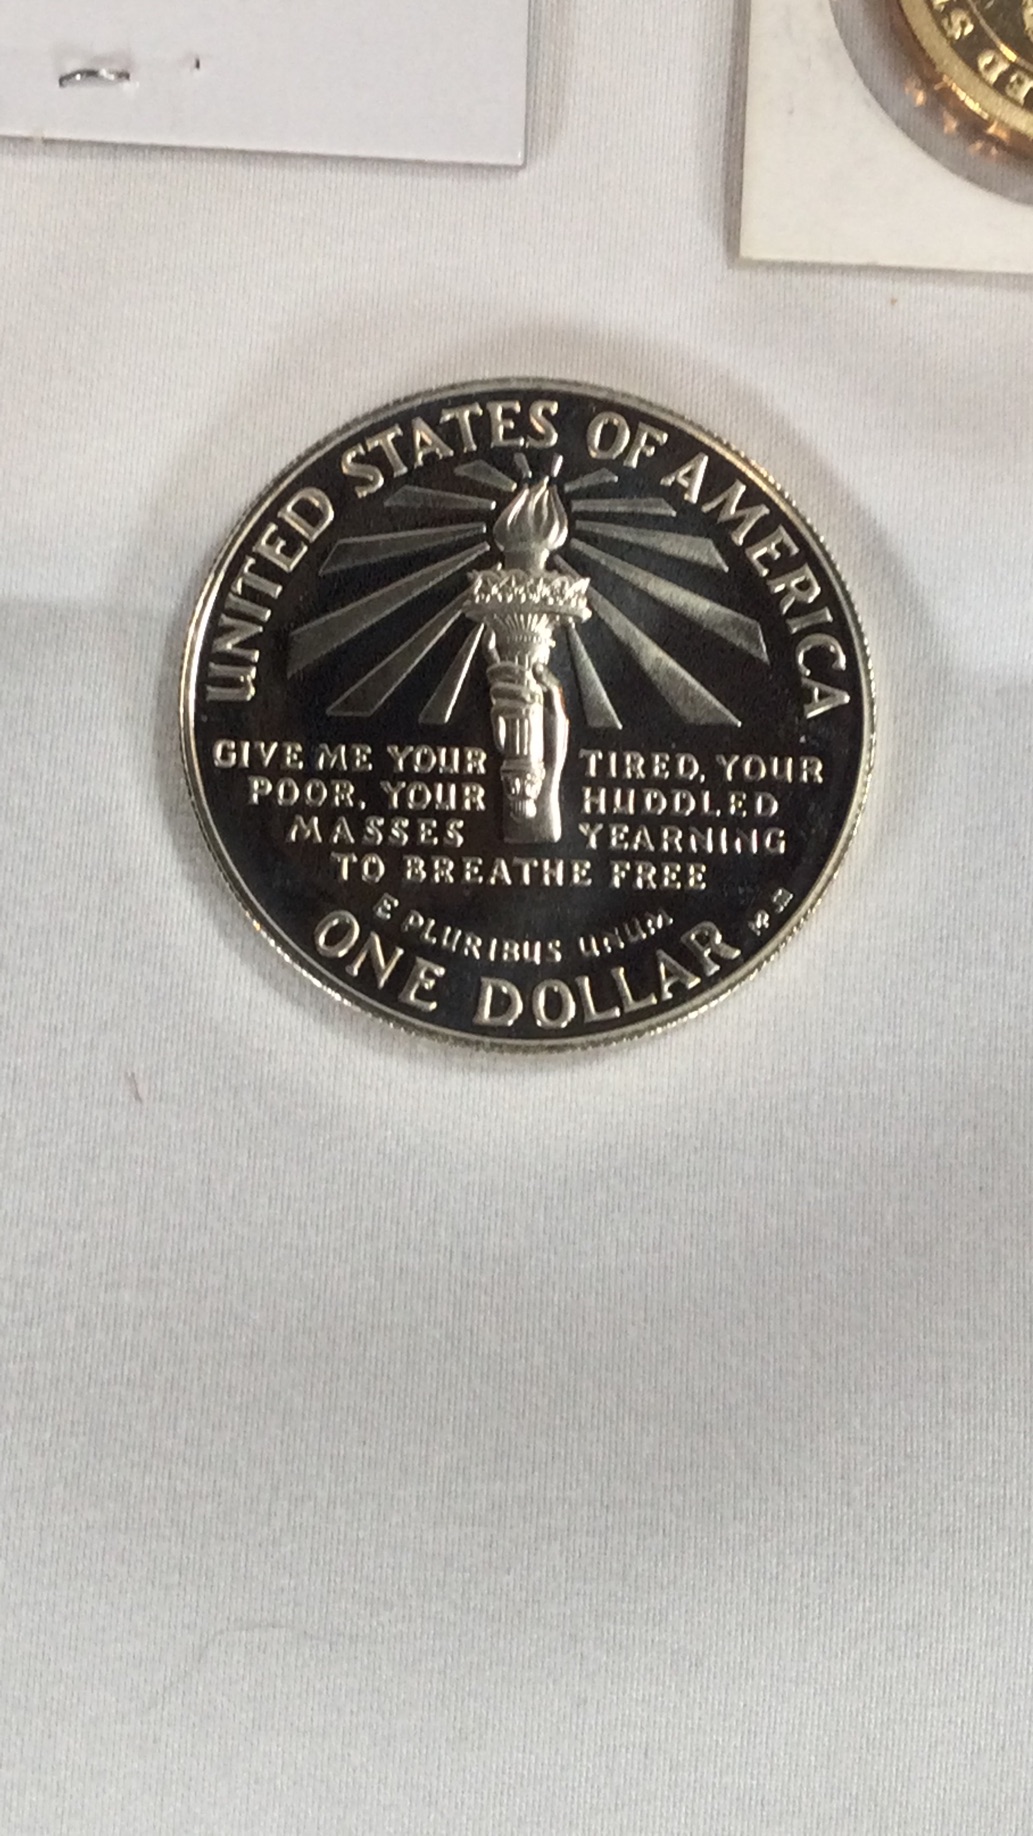 UNITED STATES OF AMERICA
GIVE ME YOUR TIRED, YOUR
POOR, YOUR HUDDLED
MASSES YEARNING
TO BREATHE FREE
E PLURIBUS UNUM
ONE DOLLAR